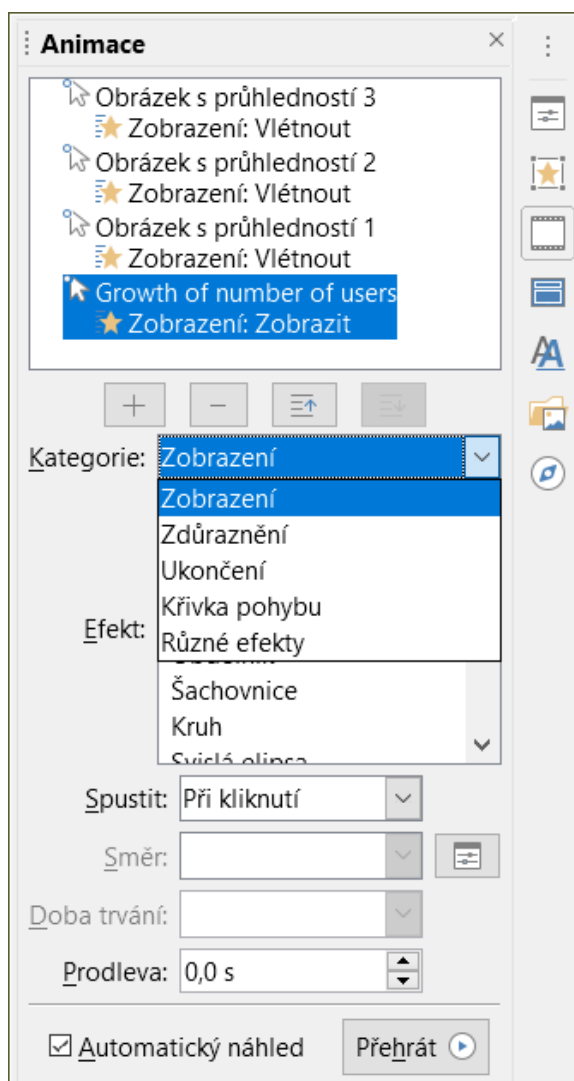 Animace
Obrázek s průhledností 3
Zobrazení: Vlétnout
Obrázek s průhledností 2
Zobrazení: Vlétnout
Obrázek s průhledností 1
Zobrazení: Vlétnout
Growth of number of users
Zobrazení: Zobrazit
Kategorie: Zobrazení
Zobrazení
Zdůraznění
Ukončení
Křivka pohybu
Efekt:
Různé efekty
Šachovnice
Kruh
Svislá elipsa
Spustit: Při kliknutí
Směr:
Doba trvání:
Prodleva: 0,0 s
Automatický náhled
Přehrát